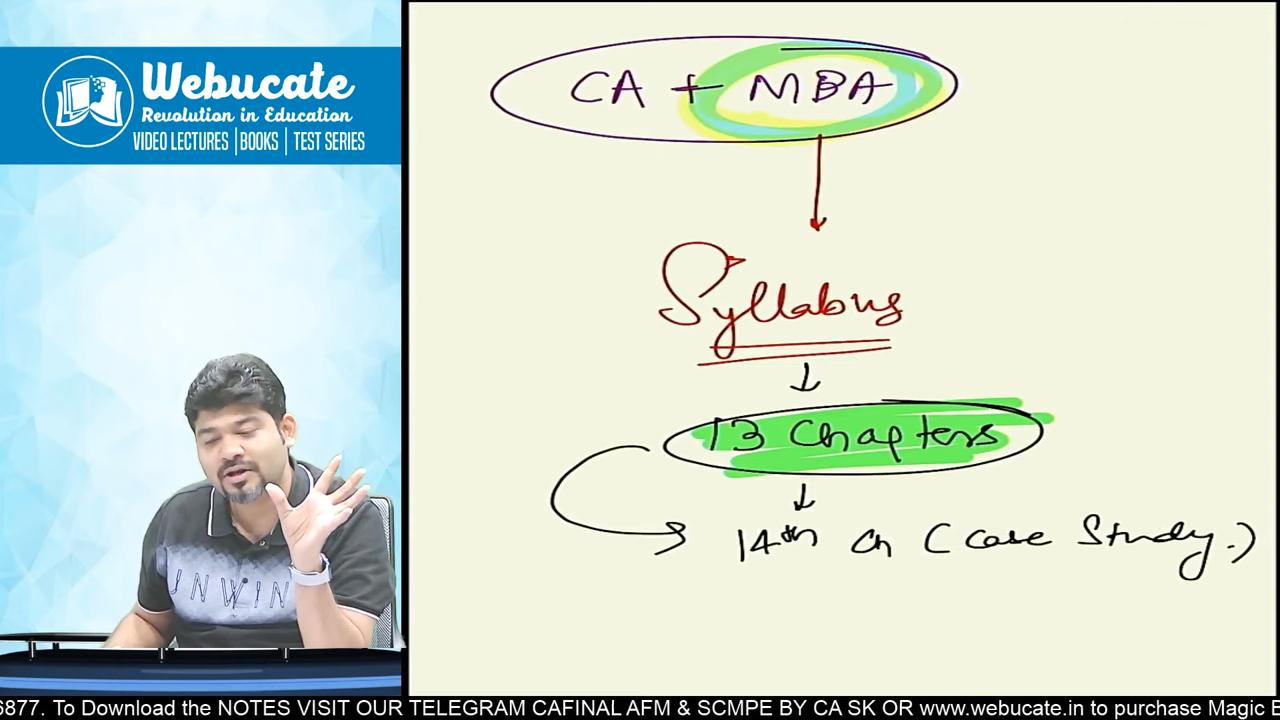 Webucate
Revolution in Education
VIDEO LECTURES | BOOKS | TEST SERIES
CA + MBA
Syllabus
13 Chapters
14th Ch (Case Study.)
UNWIN
6877. To Download the NOTES VISIT OUR TELEGRAM CAFINAL AFM & SCMPE BY CA SK OR www.webucate.in to purchase Magic E